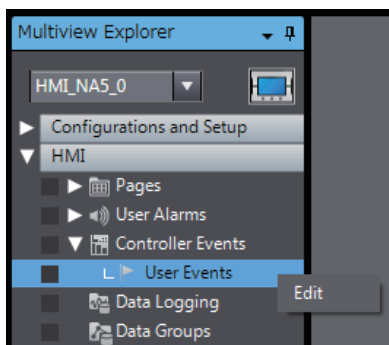 Multiview Explorer
HMI_NA5_0
Configurations and Setup
HMI
Pages
User Alarms
Controller Events
User Events
Edit
Data Logging
Data Groups